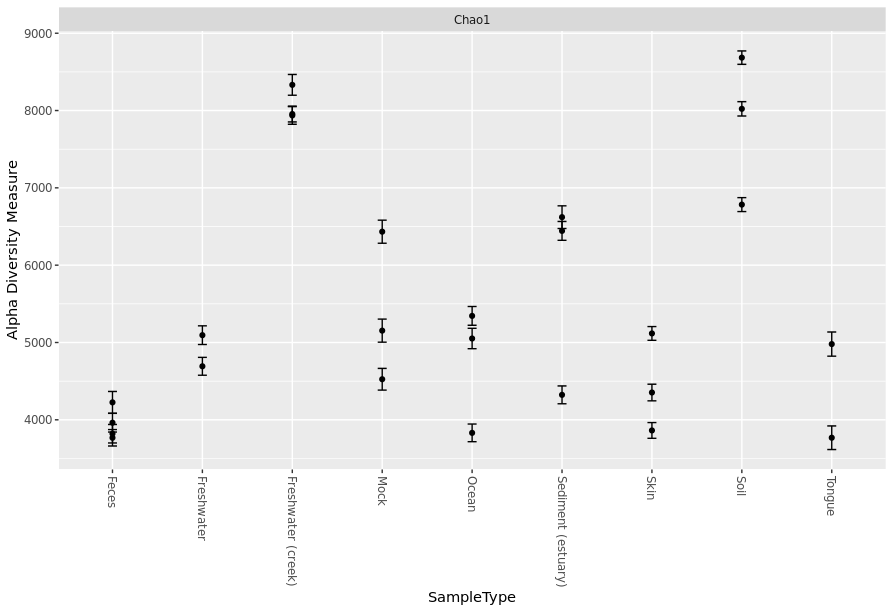 Chao1
9000
8000
7000
6000
5000
4000
Alpha Diversity Measure
Feces
Freshwater
Freshwater (creek)
Mock
Ocean
Sediment (estuary)
Skin
Soil
Tongue
SampleType